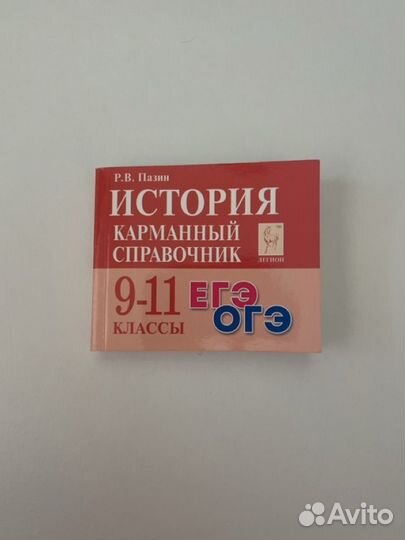 Р.В. Пазин
ИСТОРИЯ
КАРМАННЫЙ
СПРАВОЧНИК
ЛЕГИОН
9-11
КЛАССЫ
ЕГЭ
ОГЭ
Avito